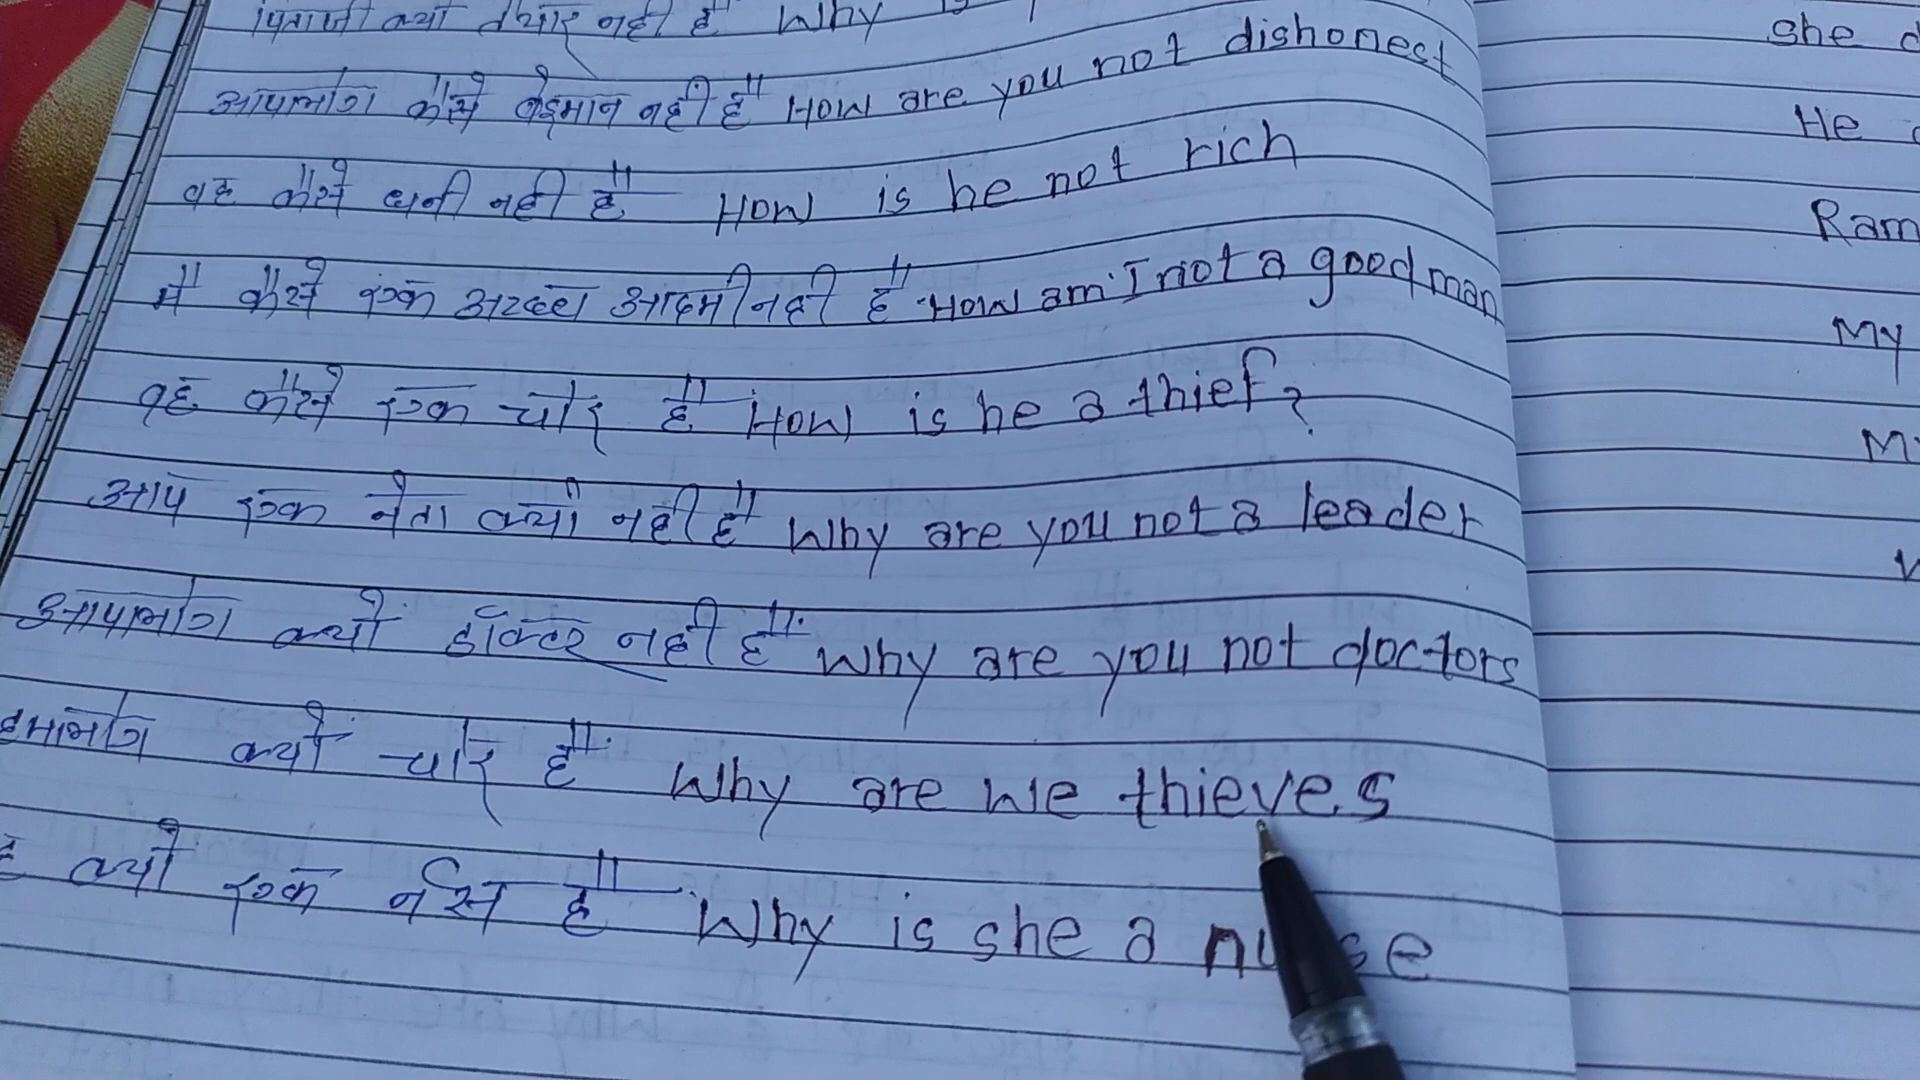 पिताजी क्यों तैयार नहीं है" Why
आपलोग कैसे बेइमान नहीं है" How are you not dishonest
वह कैसे धनी नहीं है" How is he not rich
मैं कैसे एक अच्छा आदमी नहीं है" How am I not a good man
वह कैसे एक चोर है" How is he a thief?
आप एक नेता क्यों नहीं है" Why are you not a leader
आपलोग क्यों डॉक्टर नहीं है" Why are you not doctors
हमलोग क्यों चोर है" Why are we thieves
क्यों एक नर्स है" Why is she a
she
He
Ram
My